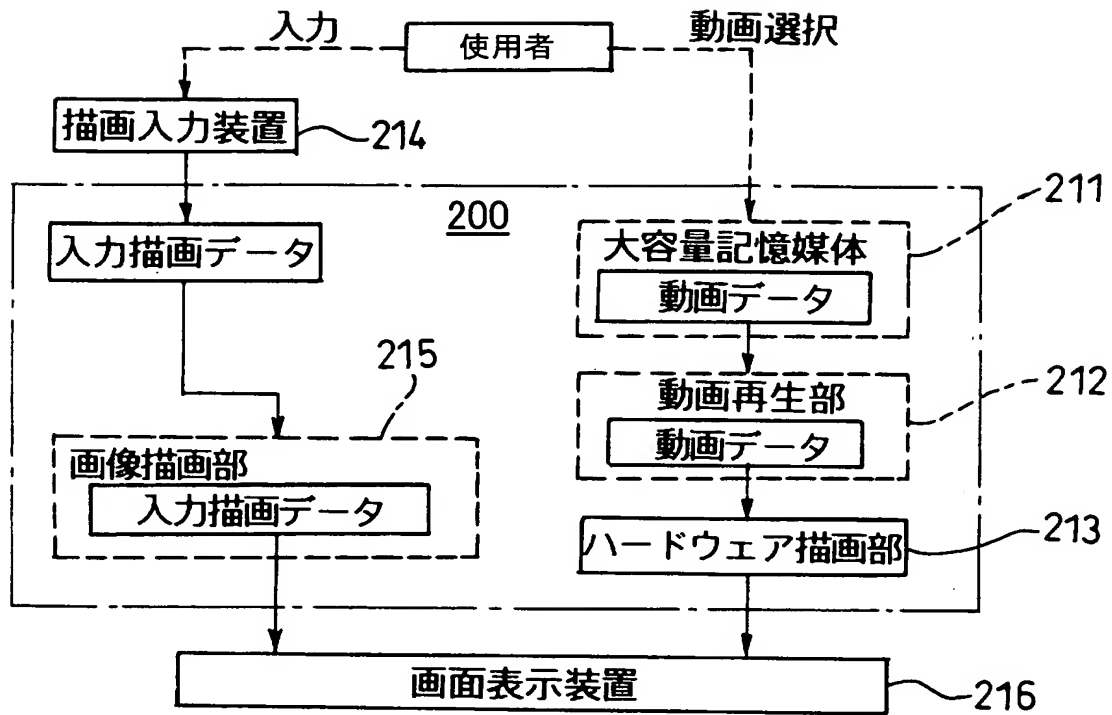 入力
使用者
動画選択
描画入力装置
214
200
211
入力描画データ
大容量記憶媒体
動画データ
215
212
動画再生部
動画データ
画像描画部
入力描画データ
ハードウェア描画部
213
画面表示装置
216